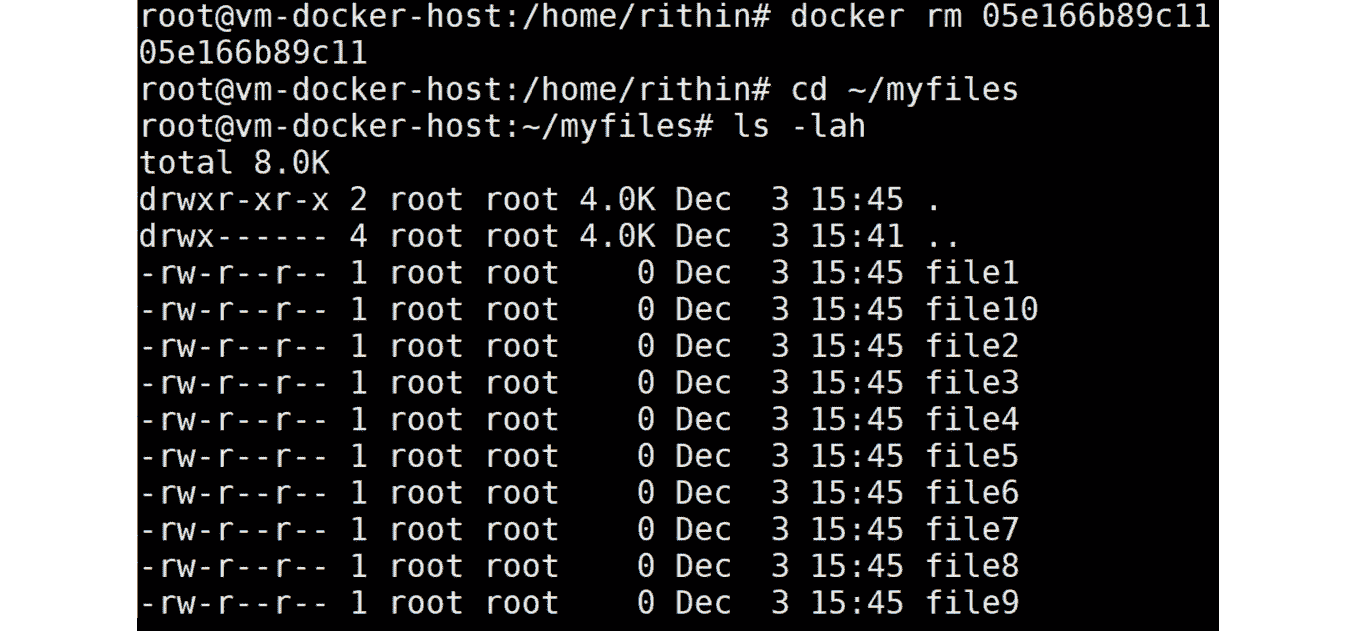 root@vm-docker-host:/home/rithin# docker rm 05e166b89c11
05e166b89c11
root@vm-docker-host:/home/rithin# cd ~/myfiles
root@vm-docker-host:~/myfiles# ls -lah
total 8.0K
drwxr-xr-x 2 root root 4.0K Dec  3 15:45 .
drwx------ 4 root root 4.0K Dec  3 15:41 ..
-rw-r--r-- 1 root root    0 Dec  3 15:45 file1
-rw-r--r-- 1 root root    0 Dec  3 15:45 file10
-rw-r--r-- 1 root root    0 Dec  3 15:45 file2
-rw-r--r-- 1 root root    0 Dec  3 15:45 file3
-rw-r--r-- 1 root root    0 Dec  3 15:45 file4
-rw-r--r-- 1 root root    0 Dec  3 15:45 file5
-rw-r--r-- 1 root root    0 Dec  3 15:45 file6
-rw-r--r-- 1 root root    0 Dec  3 15:45 file7
-rw-r--r-- 1 root root    0 Dec  3 15:45 file8
-rw-r--r-- 1 root root    0 Dec  3 15:45 file9